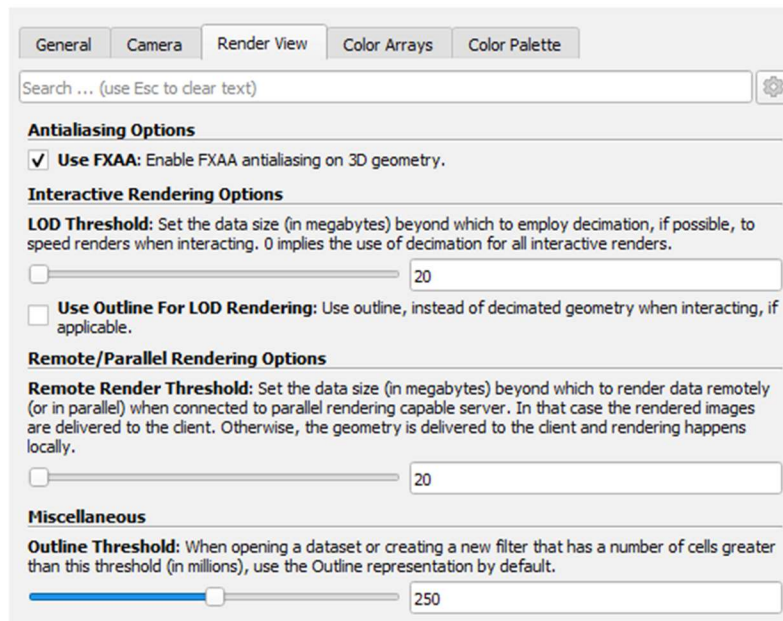 General Camera Render View Color Arrays Color Palette
Search ... (use Esc to clear text)
Antialiasing Options
Use FXAA: Enable FXAA antialiasing on 3D geometry.
Interactive Rendering Options
LOD Threshold: Set the data size (in megabytes) beyond which to employ decimation, if possible, to
speed renders when interacting. 0 implies the use of decimation for all interactive renders.
20
Use Outline For LOD Rendering: Use outline, instead of decimated geometry when interacting, if
applicable.
Remote/Parallel Rendering Options
Remote Render Threshold: Set the data size (in megabytes) beyond which to render data remotely
(or in parallel) when connected to parallel rendering capable server. In that case the rendered images
are delivered to the client. Otherwise, the geometry is delivered to the client and rendering happens
locally.
20
Miscellaneous
Outline Threshold: When opening a dataset or creating a new filter that has a number of cells greater
than this threshold (in millions), use the Outline representation by default.
250